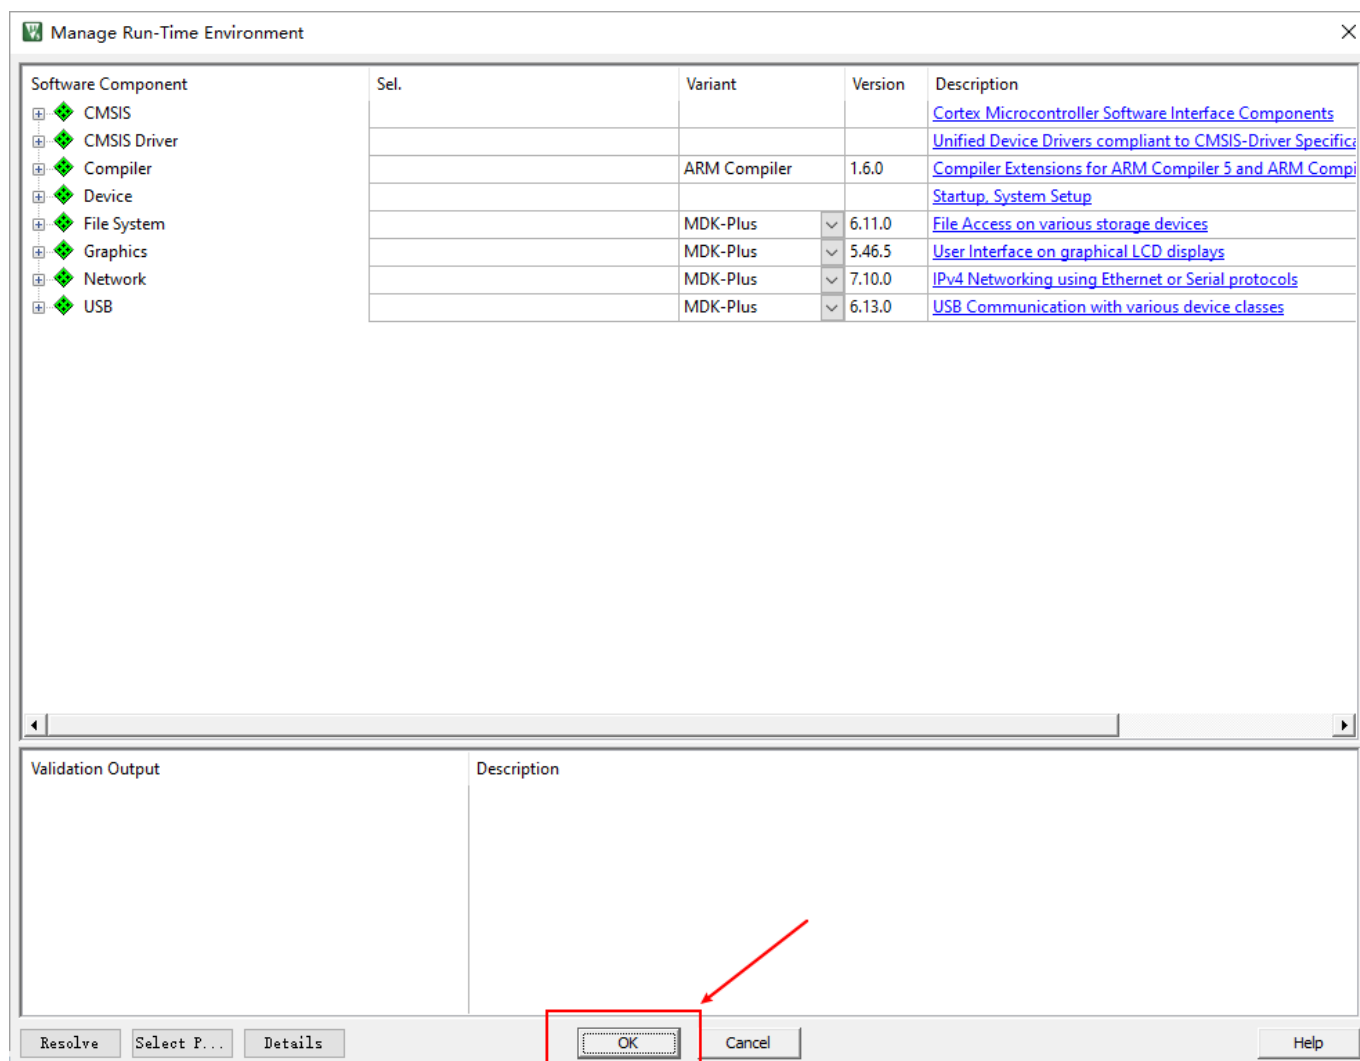 Manage Run-Time Environment
Software Component Sel. Variant Version Description
CMSIS Cortex Microcontroller Software Interface Components
CMSIS Driver Unified Device Drivers compliant to CMSIS-Driver Specifica
Compiler ARM Compiler 1.6.0 Compiler Extensions for ARM Compiler 5 and ARM Compi
Device Startup, System Setup
File System MDK-Plus 6.11.0 File Access on various storage devices
Graphics MDK-Plus 5.46.5 User Interface on graphical LCD displays
Network MDK-Plus 7.10.0 IPv4 Networking using Ethernet or Serial protocols
USB MDK-Plus 6.13.0 USB Communication with various device classes
Validation Output Description
Resolve Select P... Details OK Cancel Help